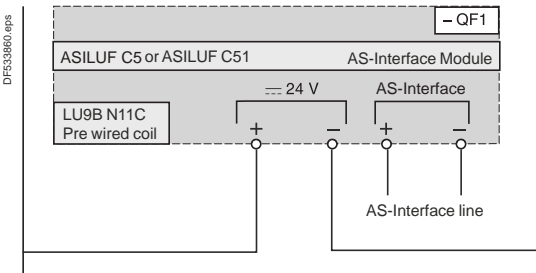 DF533860.eps
– QF1
ASILUF C5 or ASILUF C51 AS-Interface Module
⎓ 24 V AS-Interface
LU9B N11C
Pre wired coil
+ – + –
AS-Interface line